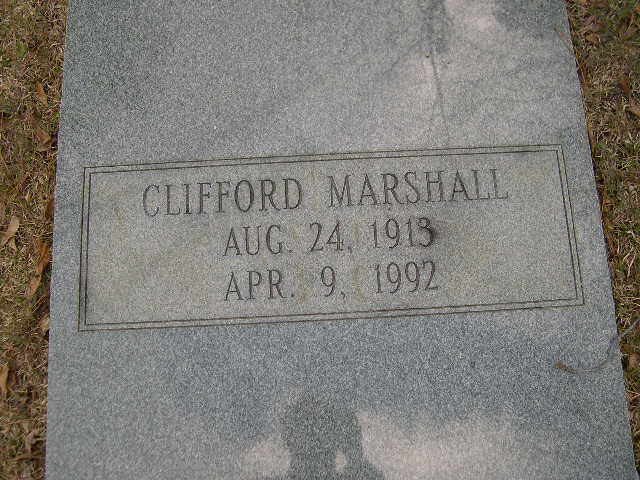 CLIFFORD MARSHALL
AUG. 24, 1913
APR. 9, 1992